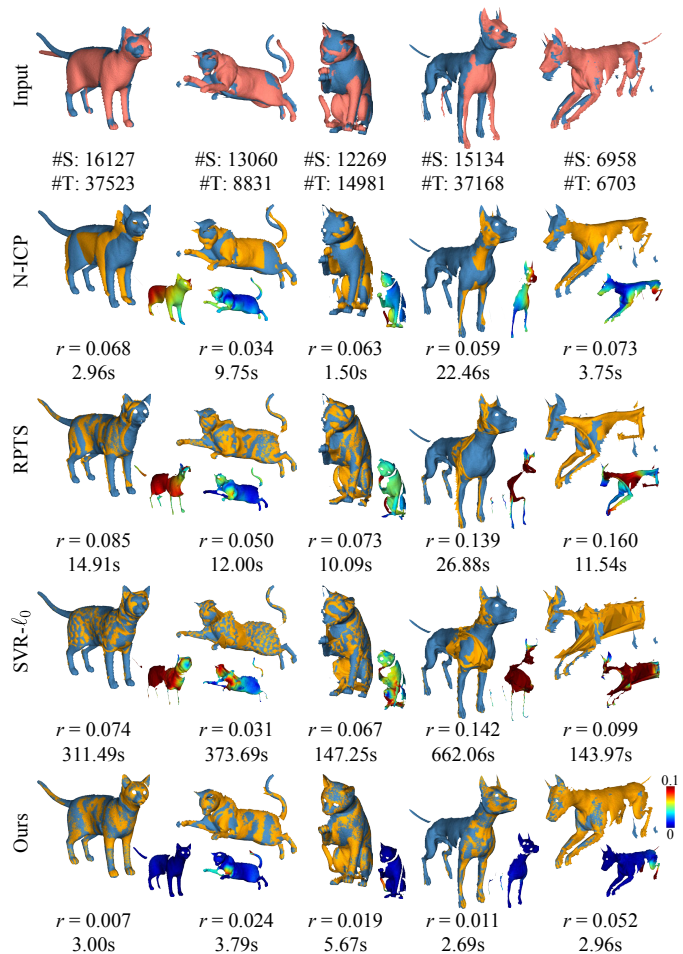 Input
#S: 16127 #S: 13060 #S: 12269 #S: 15134 #S: 6958
#T: 37523 #T: 8831 #T: 14981 #T: 37168 #T: 6703
N-ICP
r = 0.068 r = 0.034 r = 0.063 r = 0.059 r = 0.073
2.96s 9.75s 1.50s 22.46s 3.75s
RPTS
r = 0.085 r = 0.050 r = 0.073 r = 0.139 r = 0.160
14.91s 12.00s 10.09s 26.88s 11.54s
SVR-ℓ₀
r = 0.074 r = 0.031 r = 0.067 r = 0.142 r = 0.099
311.49s 373.69s 147.25s 662.06s 143.97s
Ours
0.1
0
r = 0.007 r = 0.024 r = 0.019 r = 0.011 r = 0.052
3.00s 3.79s 5.67s 2.69s 2.96s